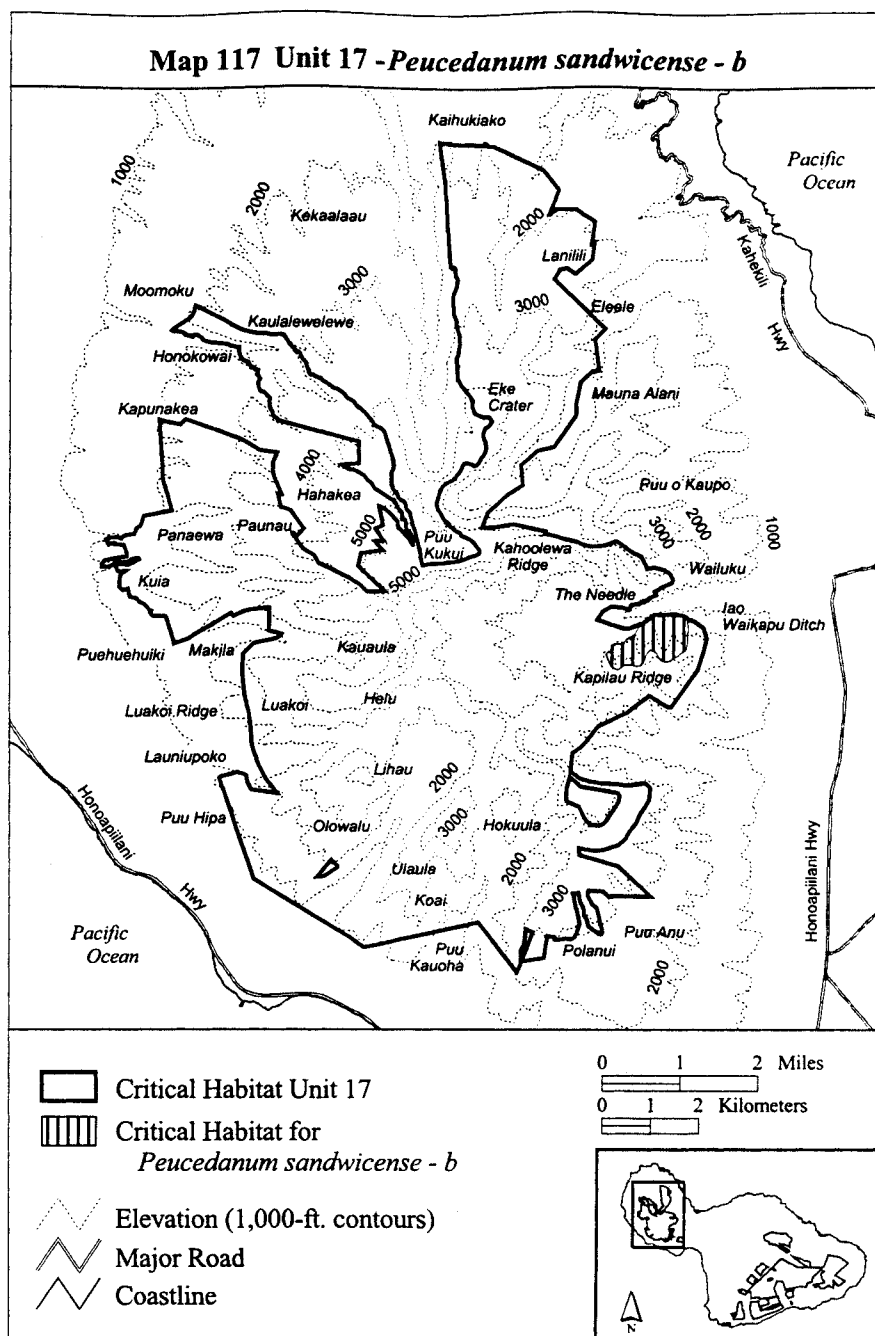 Map 117 Unit 17 -Peucedanum sandwicense - b
Kaihukiako
Pacific
Ocean
1000
2000
Kekaalaau
2000
Kahekili
Hwy
Lanilili
3000
3000
Eleele
Moomoku
Kaulalewelewe
Honokowai
Eke
Crater
Mauna Alani
Kapunakea
4000
Hahakea
Puu o Kaupo
Panaewa
Paunau
5000
Puu
Kukui
Kahoolewa
Ridge
3000
2000
1000
Wailuku
Kuia
5000
The Needle
Iao
Waikapu Ditch
Puehuehuiki
Makila
Kauaula
Kapilau Ridge
Luakoi Ridge
Luakoi
Helu
Launiupoko
Lihau
2000
Puu Hipa
Olowalu
3000
Hokuula
Honoapiilani
Hwy
Ulaula
2000
Koai
3000
Honoapiilani Hwy
Pacific
Ocean
Puu
Kauoha
Polanui
Puu Anu
2000
Critical Habitat Unit 17
Critical Habitat for
Peucedanum sandwicense - b
Elevation (1,000-ft. contours)
Major Road
Coastline
0 1 2 Miles
0 1 2 Kilometers
N